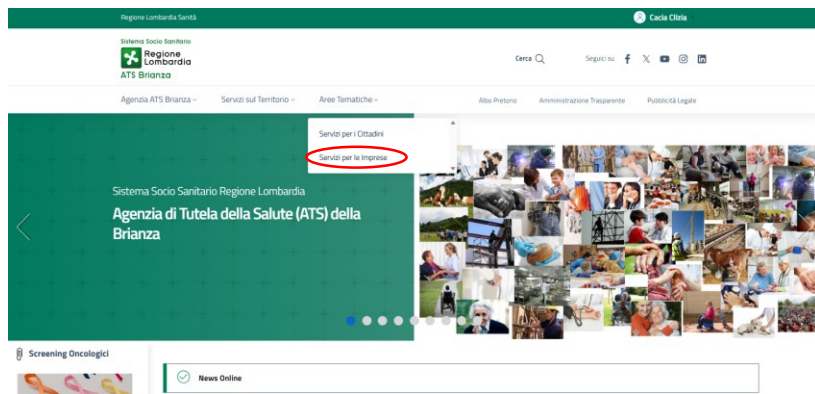 Regione Lombardia Sanità
Cacia Clizia
Sistema Socio Sanitario
Regione
Lombardia
ATS Brianza
Cerca
Seguici su
Agenzia ATS Brianza
Servizi sul Territorio
Aree Tematiche
Albo Pretorio
Amministrazione Trasparente
Pubblicità Legale
Servizi per i Cittadini
Servizi per le Imprese
Sistema Socio Sanitario Regione Lombardia
Agenzia di Tutela della Salute (ATS) della
Brianza
Screening Oncologici
News Online